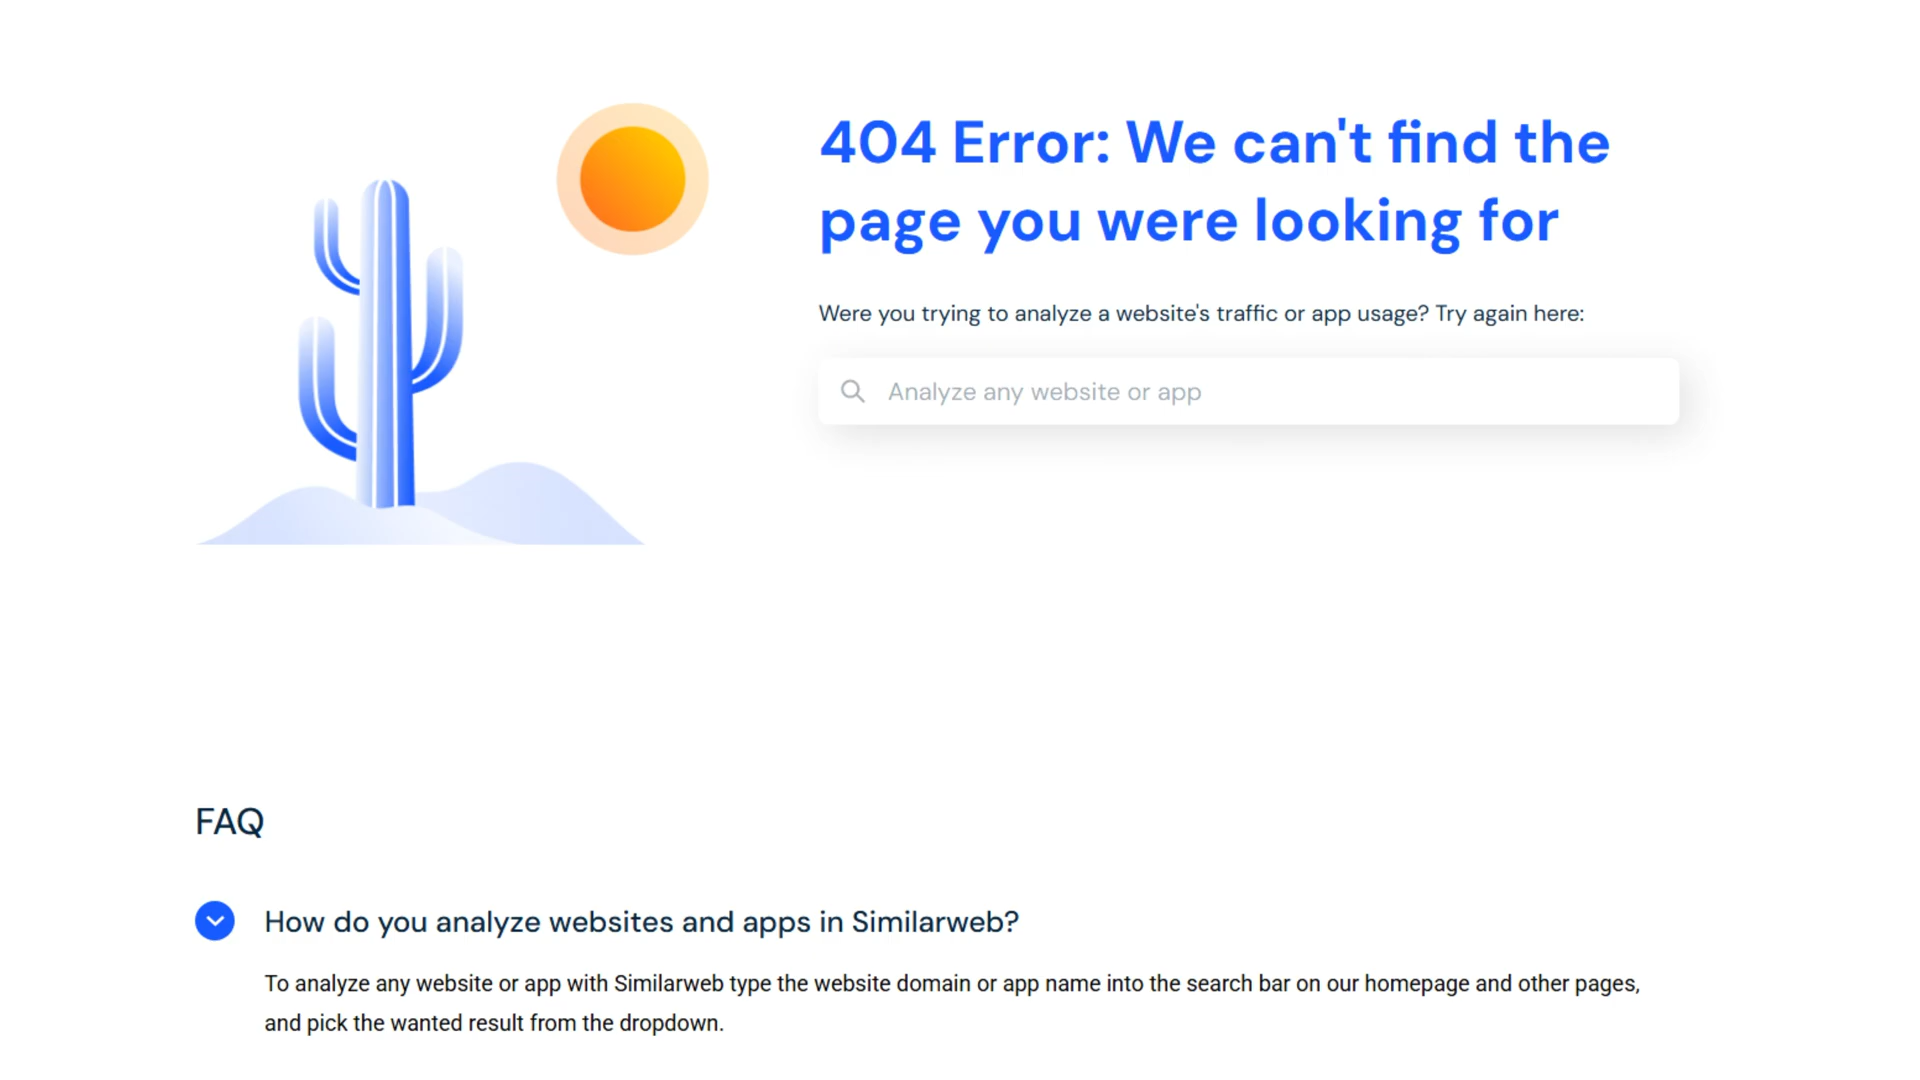 404 Error: We can't find the
page you were looking for
Were you trying to analyze a website's traffic or app usage? Try again here:
Analyze any website or app
FAQ
How do you analyze websites and apps in Similarweb?
To analyze any website or app with Similarweb type the website domain or app name into the search bar on our homepage and other pages,
and pick the wanted result from the dropdown.